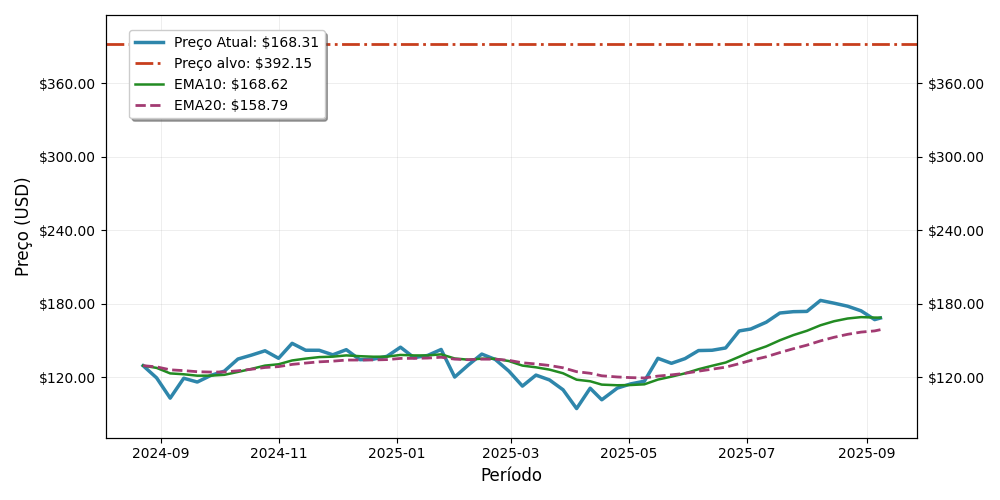 Preço Atual: $168.31
Preço alvo: $392.15
EMA10: $168.62
EMA20: $158.79
Preço (USD)
$360.00
$300.00
$240.00
$180.00
$120.00
$360.00
$300.00
$240.00
$180.00
$120.00
2024-09 2024-11 2025-01 2025-03 2025-05 2025-07 2025-09
Período